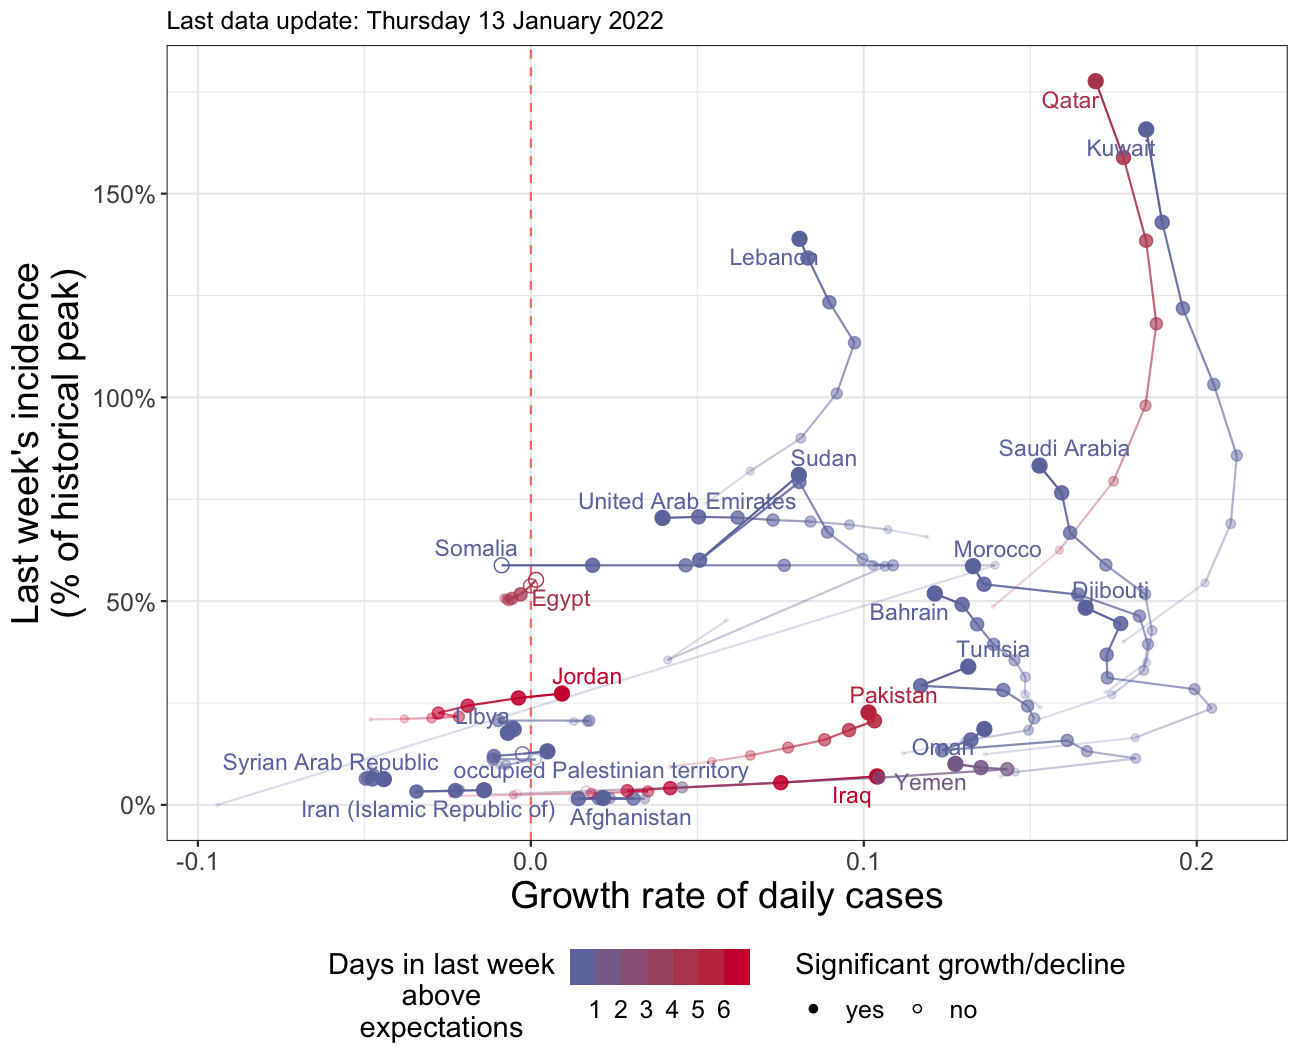 Last data update: Thursday 13 January 2022
Last week's incidence
(% of historical peak)
150%
100%
50%
0%
Qatar
Kuwait
Lebanon
Saudi Arabia
Sudan
United Arab Emirates
Somalia
Morocco
Egypt
Djibouti
Bahrain
Tunisia
Jordan
Pakistan
Libya
Oman
Syrian Arab Republic
occupied Palestinian territory
Yemen
Iraq
Iran (Islamic Republic of)
Afghanistan
-0.1 0.0 0.1 0.2
Growth rate of daily cases
Days in last week
above
expectations
1 2 3 4 5 6
Significant growth/decline
yes no